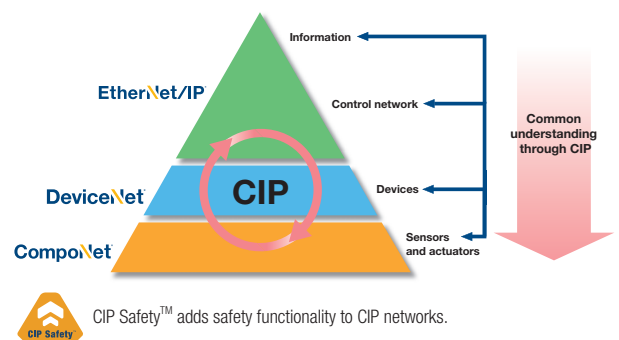 Information
EtherNet/IP
Control network
Common
understanding
through CIP
DeviceNet
CIP
Devices
CompoNet
Sensors
and actuators
CIP Safety™
CIP Safety™ adds safety functionality to CIP networks.